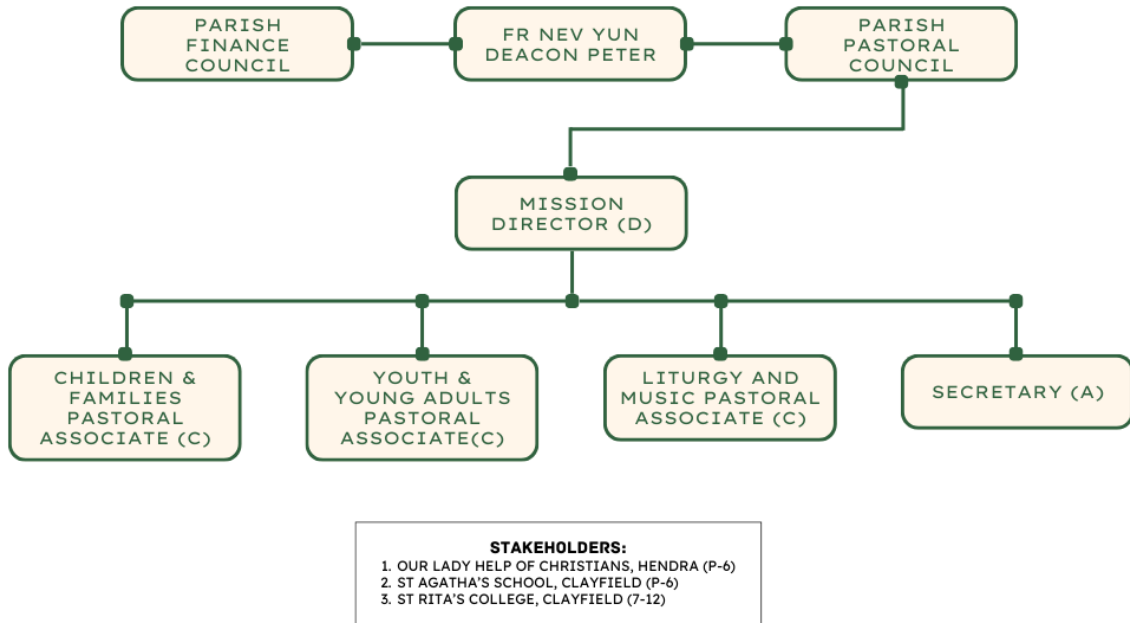 PARISH
FINANCE
COUNCIL
FR NEV YUN
DEACON PETER
PARISH
PASTORAL
COUNCIL
MISSION
DIRECTOR (D)
CHILDREN &
FAMILIES
PASTORAL
ASSOCIATE (C)
YOUTH &
YOUNG ADULTS
PASTORAL
ASSOCIATE(C)
LITURGY AND
MUSIC PASTORAL
ASSOCIATE (C)
SECRETARY (A)
STAKEHOLDERS:
1. OUR LADY HELP OF CHRISTIANS, HENDRA (P-6)
2. ST AGATHA'S SCHOOL, CLAYFIELD (P-6)
3. ST RITA'S COLLEGE, CLAYFIELD (7-12)